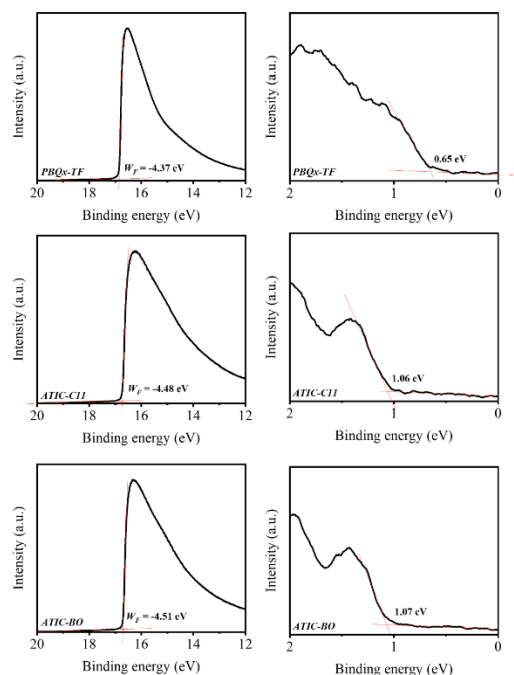 Intensity (a.u.)
PBQx-TF
W_F = -4.37 eV
20 18 16 14 12
Binding energy (eV)
Intensity (a.u.)
PBQx-TF
0.65 eV
2 1 0
Binding energy (eV)
Intensity (a.u.)
ATIC-C11
W_F = -4.48 eV
20 18 16 14 12
Binding energy (eV)
Intensity (a.u.)
ATIC-C11
1.06 eV
2 1 0
Binding energy (eV)
Intensity (a.u.)
ATIC-BO
W_F = -4.51 eV
20 18 16 14 12
Binding energy (eV)
Intensity (a.u.)
ATIC-BO
1.07 eV
2 1 0
Binding energy (eV)